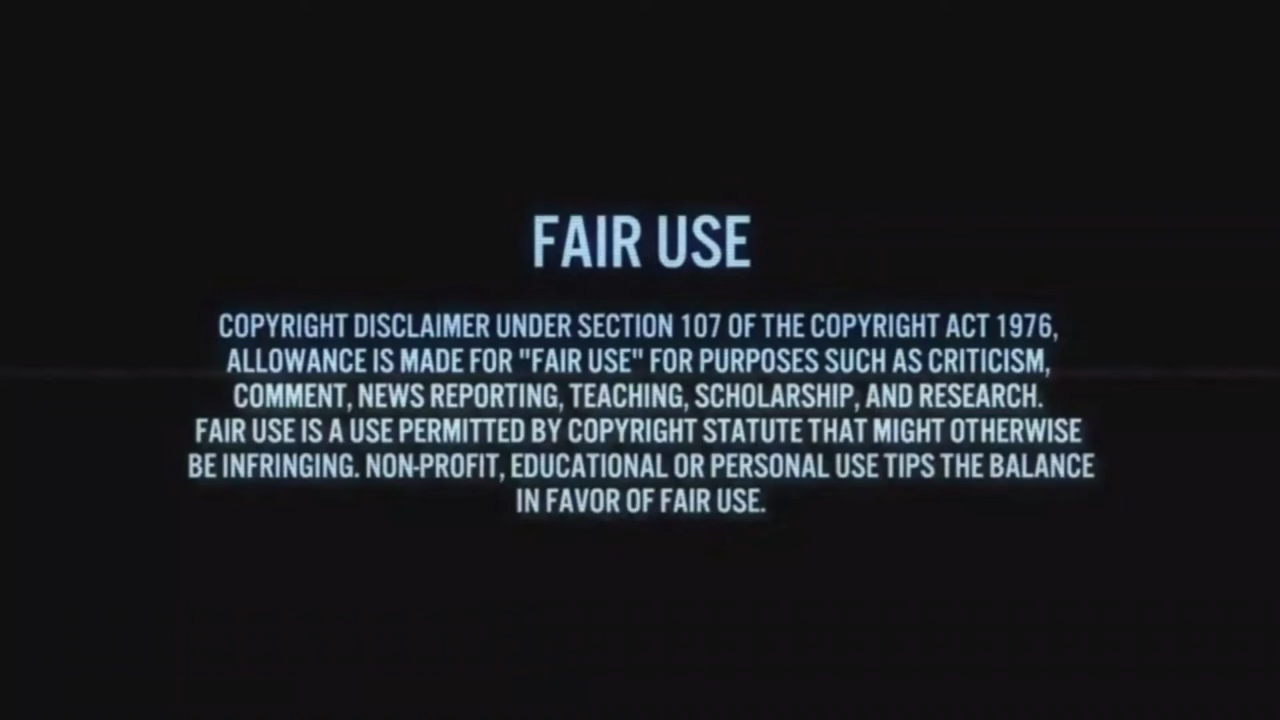 FAIR USE
COPYRIGHT DISCLAIMER UNDER SECTION 107 OF THE COPYRIGHT ACT 1976,
ALLOWANCE IS MADE FOR "FAIR USE" FOR PURPOSES SUCH AS CRITICISM,
COMMENT, NEWS REPORTING, TEACHING, SCHOLARSHIP, AND RESEARCH.
FAIR USE IS A USE PERMITTED BY COPYRIGHT STATUTE THAT MIGHT OTHERWISE
BE INFRINGING. NON-PROFIT, EDUCATIONAL OR PERSONAL USE TIPS THE BALANCE
IN FAVOR OF FAIR USE.